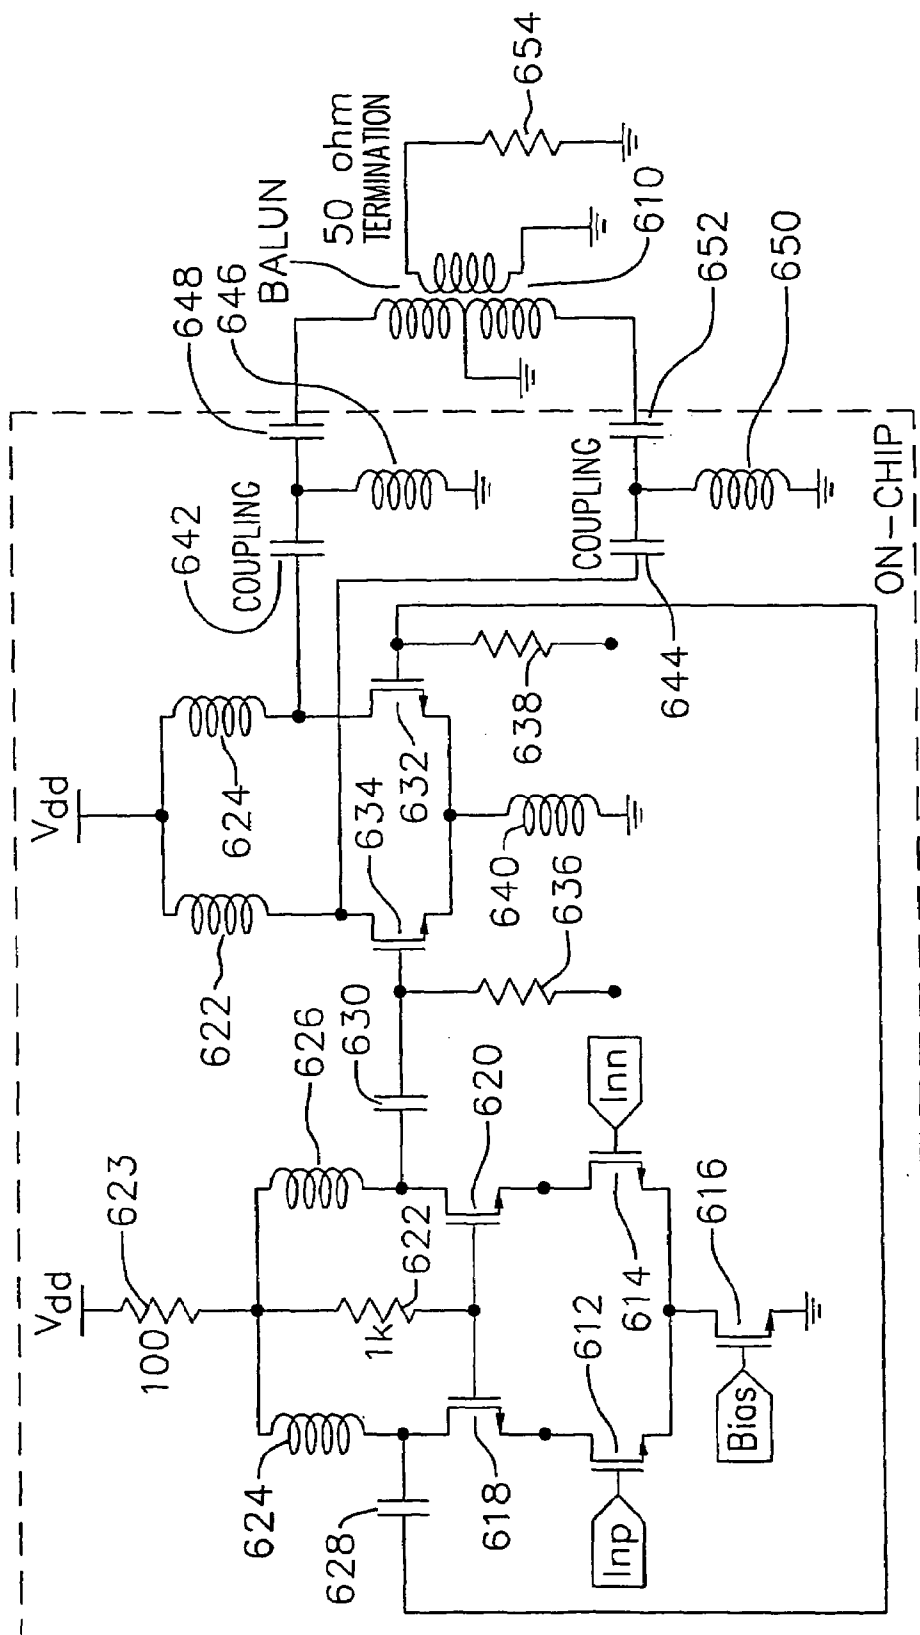 Vdd
623
100
624
626
628
1k
622
630
618
620
Inp
612
614
Inn
Bias
616
Vdd
622
624
634
632
640
636
638
642
COUPLING
648
646
COUPLING
644
652
650
BALUN
50 ohm
TERMINATION
610
654
ON-CHIP